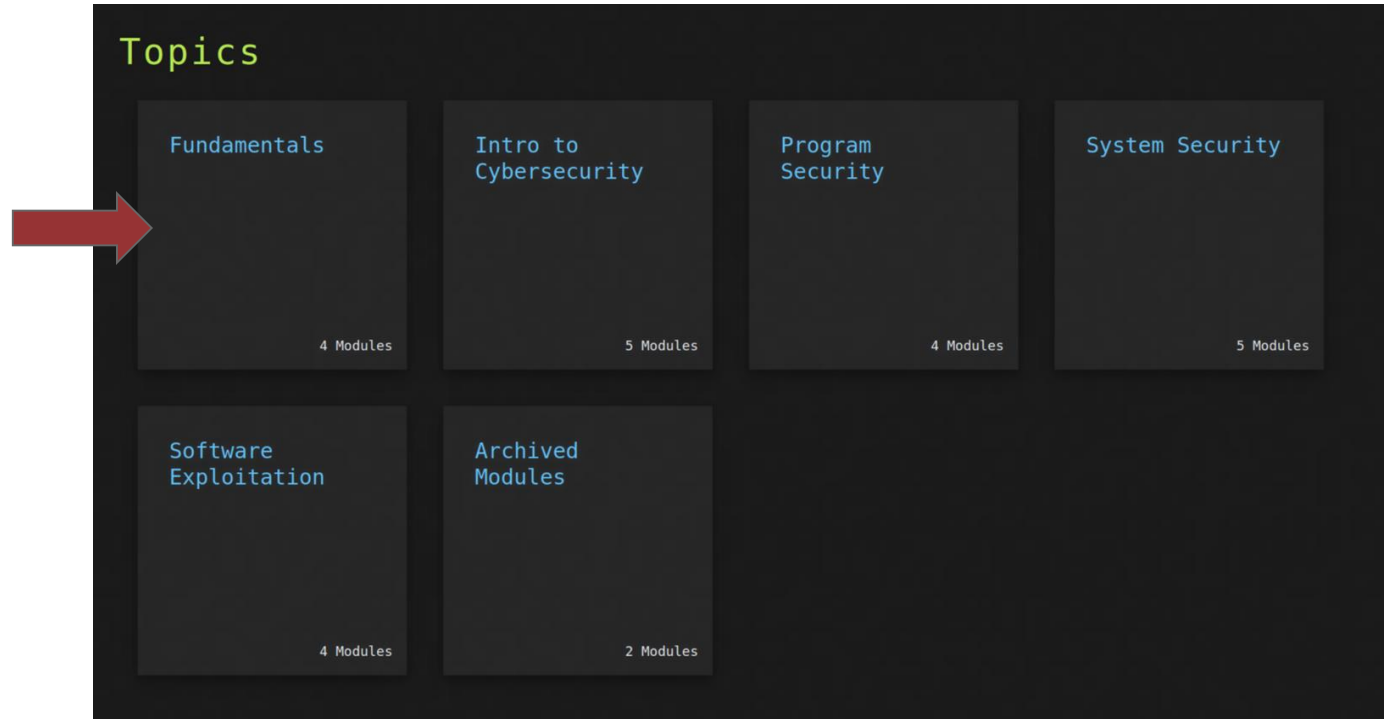 Topics
Fundamentals
4 Modules
Intro to
Cybersecurity
5 Modules
Program
Security
4 Modules
System Security
5 Modules
Software
Exploitation
4 Modules
Archived
Modules
2 Modules